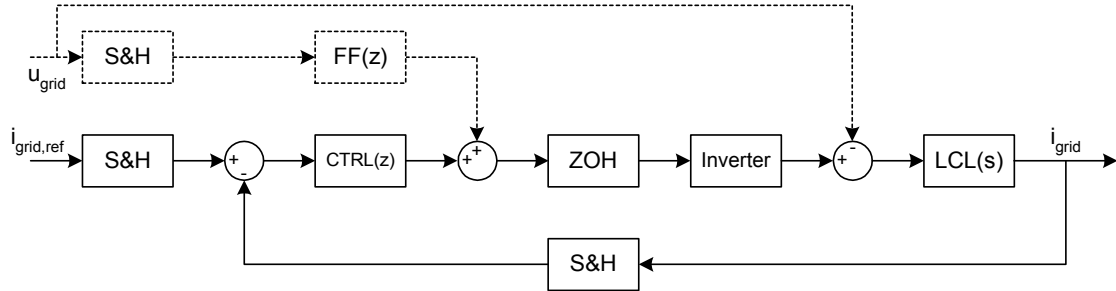 S&H
FF(z)
u_grid
i_grid,ref
S&H
+
-
CTRL(z)
+
+
ZOH
Inverter
+
-
LCL(s)
i_grid
S&H